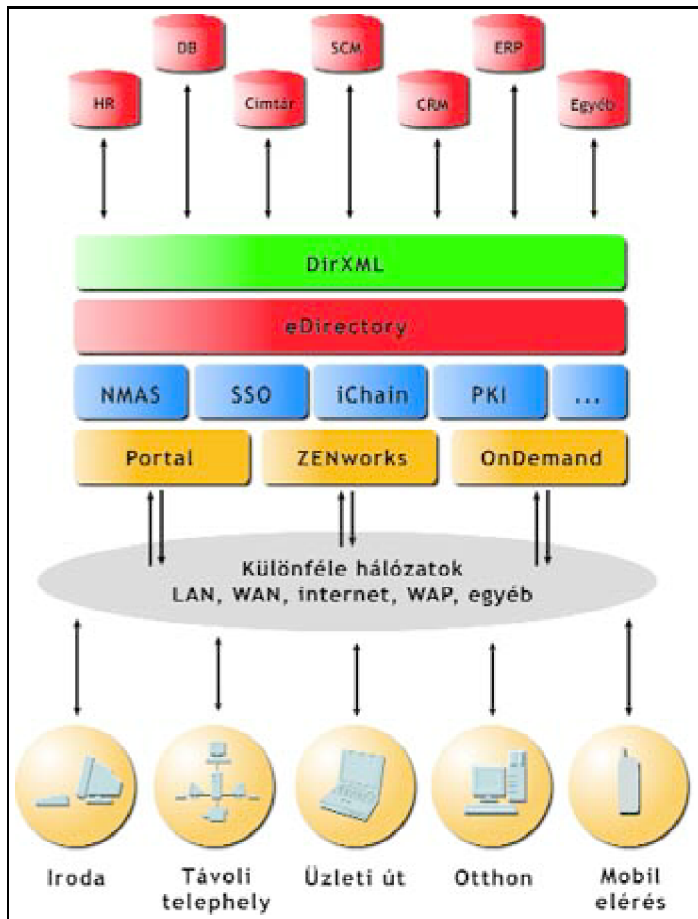 DB
SCM
ERP
HR
Címtár
CRM
Egyéb
DirXML
eDirectory
NMAS
SSO
iChain
PKI
...
Portal
ZENworks
OnDemand
Különféle hálózatok
LAN, WAN, internet, WAP, egyéb
Iroda
Távoli
telephely
Üzleti út
Otthon
Mobil
elérés